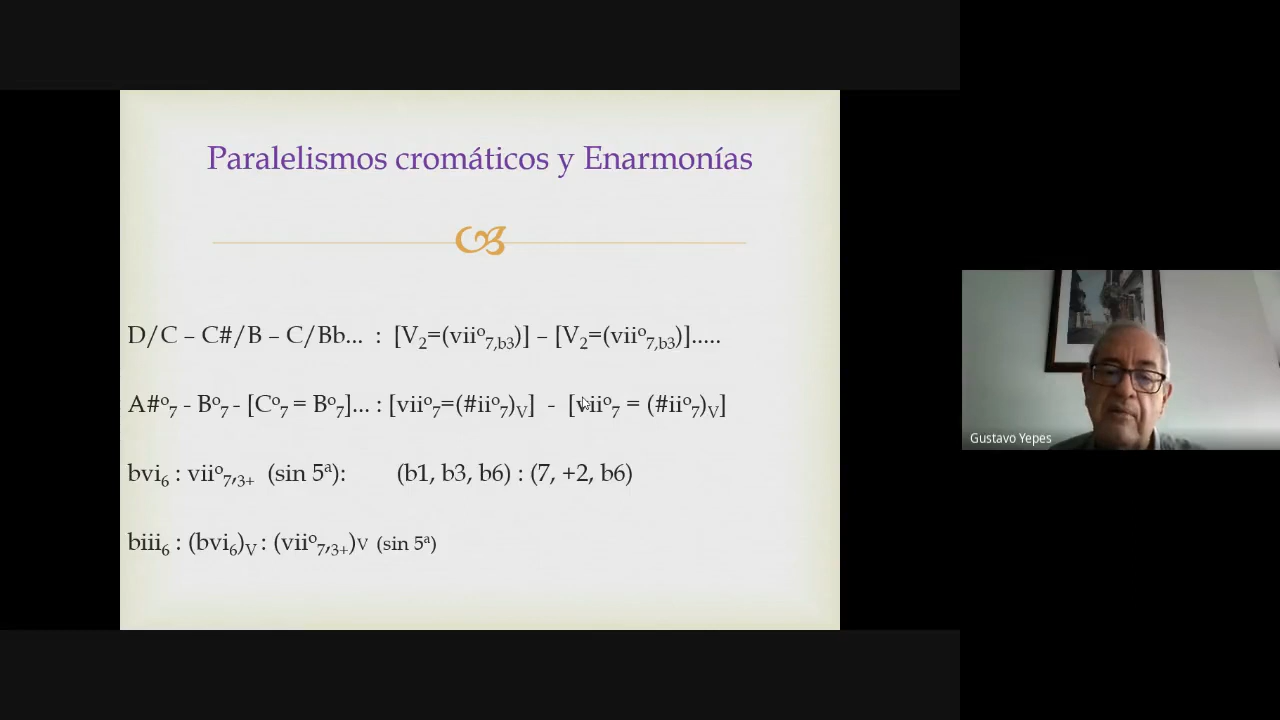 Paralelismos cromáticos y Enarmonías
D/C – C#/B – C/Bb... : [V₂=(viiº₇,b₃)] – [V₂=(viiº₇,b₃)].....
A#º₇ - Bº₇ - [Cº₇ = Bº₇]... : [viiº₇=(#iiº₇)ᵥ] - [viiº₇ = (#iiº₇)ᵥ]
bvi₆ : viiº₇,₃₊ (sin 5ª): (b1, b3, b6) : (7, +2, b6)
biii₆ : (bvi₆)ᵥ : (viiº₇,₃₊)V (sin 5ª)
Gustavo Yepes